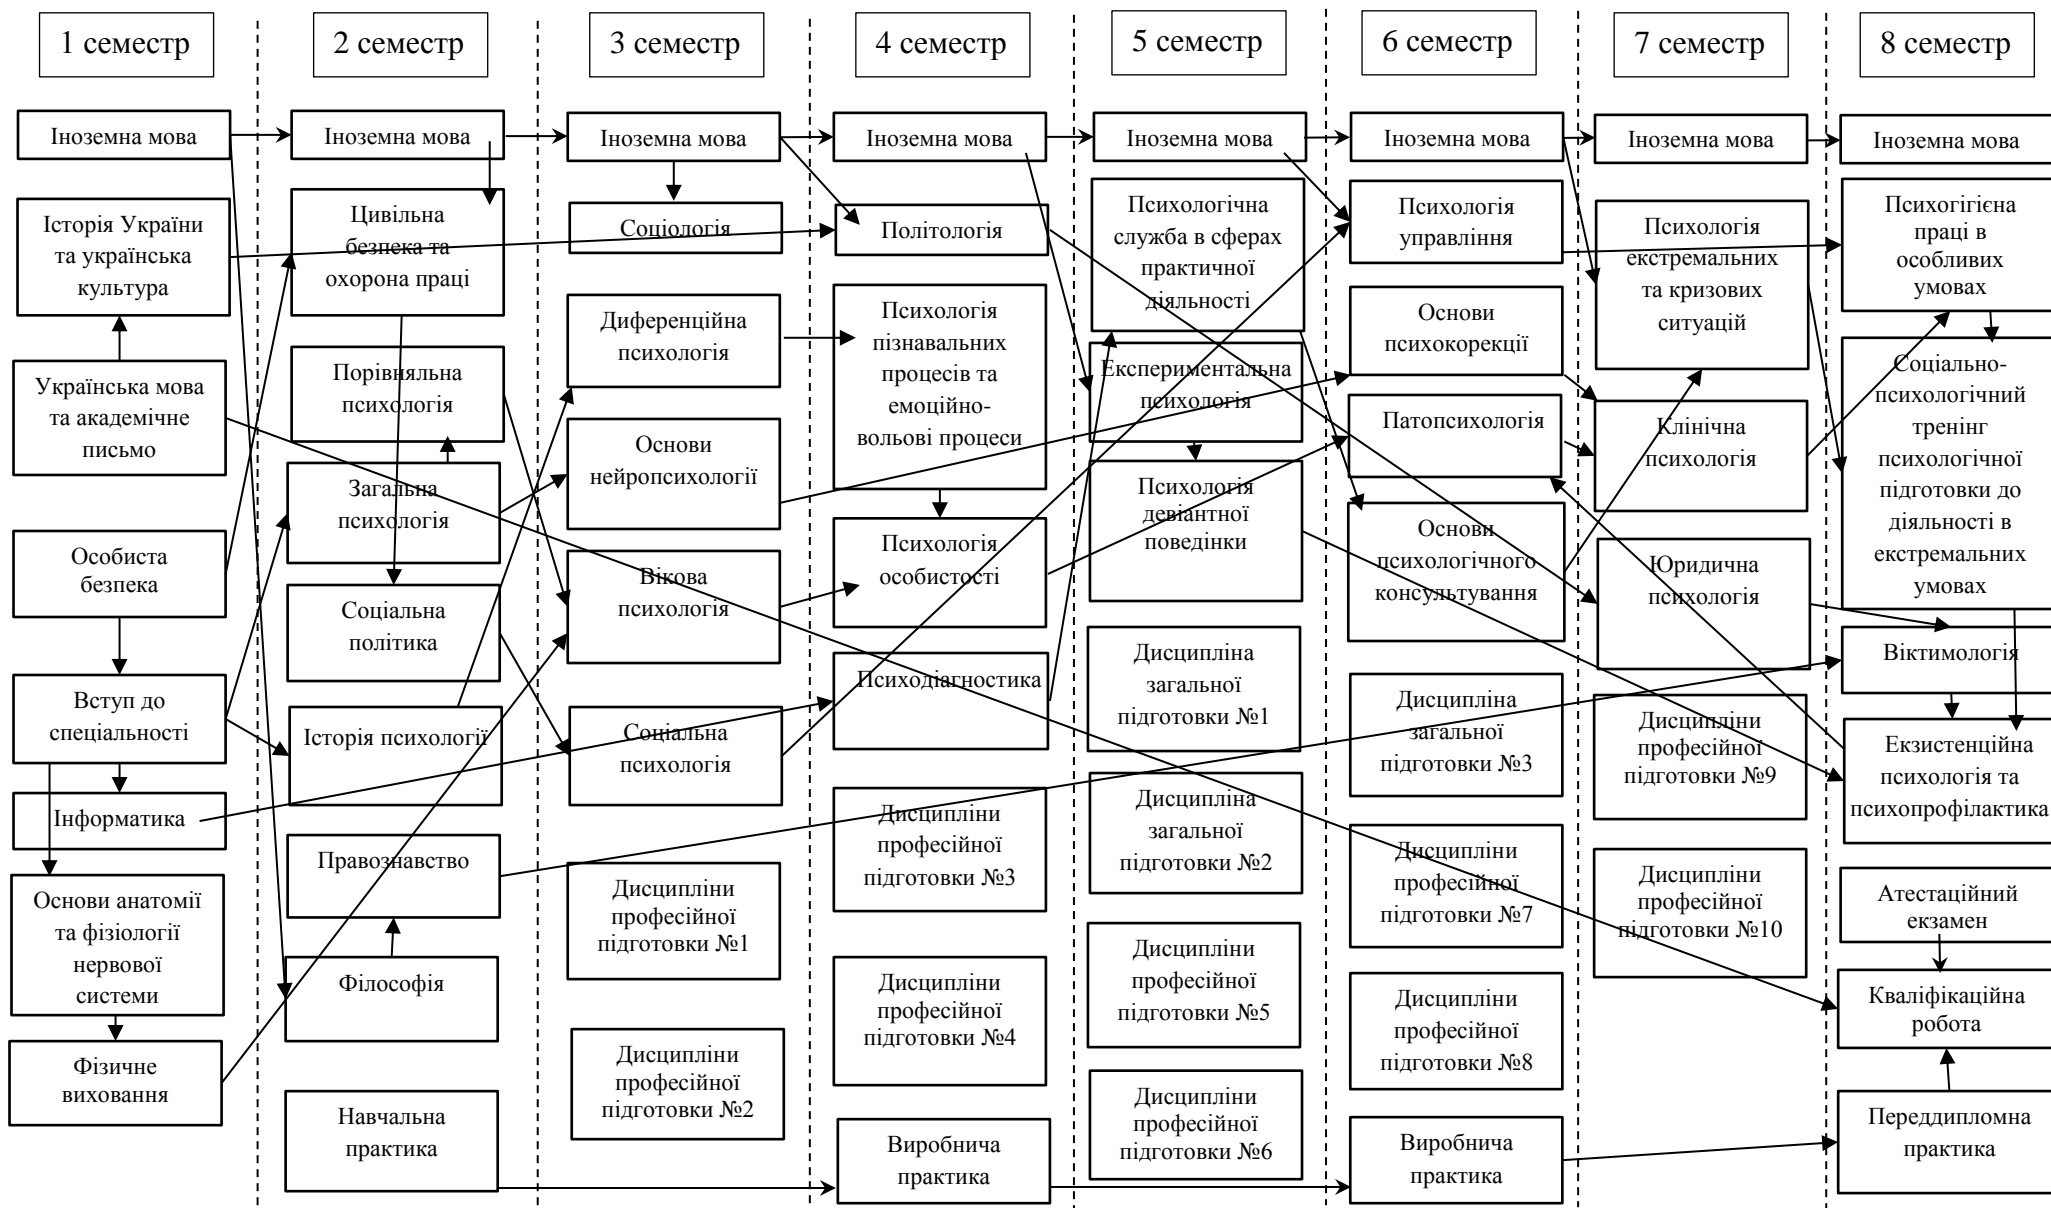 1 семестр
2 семестр
3 семестр
4 семестр
5 семестр
6 семестр
7 семестр
8 семестр
Іноземна мова
Історія України
та українська
культура
Українська мова
та академічне
письмо
Особиста
безпека
Вступ до
спеціальності
Інформатика
Основи анатомії
та фізіології
нервової
системи
Фізичне
виховання
Іноземна мова
Цивільна
безпека та
охорона праці
Порівняльна
психологія
Загальна
психологія
Соціальна
політика
Історія психології
Правознавство
Філософія
Навчальна
практика
Іноземна мова
Соціологія
Диференційна
психологія
Основи
нейропсихології
Вікова
психологія
Соціальна
психологія
Дисципліни
професійної
підготовки №1
Дисципліни
професійної
підготовки №2
Іноземна мова
Політологія
Психологія
пізнавальних
процесів та
емоційно-
вольові процеси
Психологія
особистості
Психодіагностика
Дисципліни
професійної
підготовки №3
Дисципліни
професійної
підготовки №4
Виробнича
практика
Іноземна мова
Психологічна
служба в сферах
практичної
діяльності
Експериментальна
психологія
Психологія
девіантної
поведінки
Дисципліна
загальної
підготовки №1
Дисципліна
загальної
підготовки №2
Дисципліни
професійної
підготовки №5
Дисципліни
професійної
підготовки №6
Іноземна мова
Психологія
управління
Основи
психокорекції
Патопсихологія
Основи
психологічного
консультування
Дисципліна
загальної
підготовки №3
Дисципліни
професійної
підготовки №7
Дисципліни
професійної
підготовки №8
Виробнича
практика
Іноземна мова
Психологія
екстремальних
та кризових
ситуацій
Клінічна
психологія
Юридична
психологія
Дисципліни
професійної
підготовки №9
Дисципліни
професійної
підготовки №10
Іноземна мова
Психогігієна
праці в
особливих
умовах
Соціально-
психологічний
тренінг
психологічної
підготовки до
діяльності в
екстремальних
умовах
Віктимологія
Екзистенційна
психологія та
психопрофілактика
Атестаційний
екзамен
Кваліфікаційна
робота
Переддипломна
практика